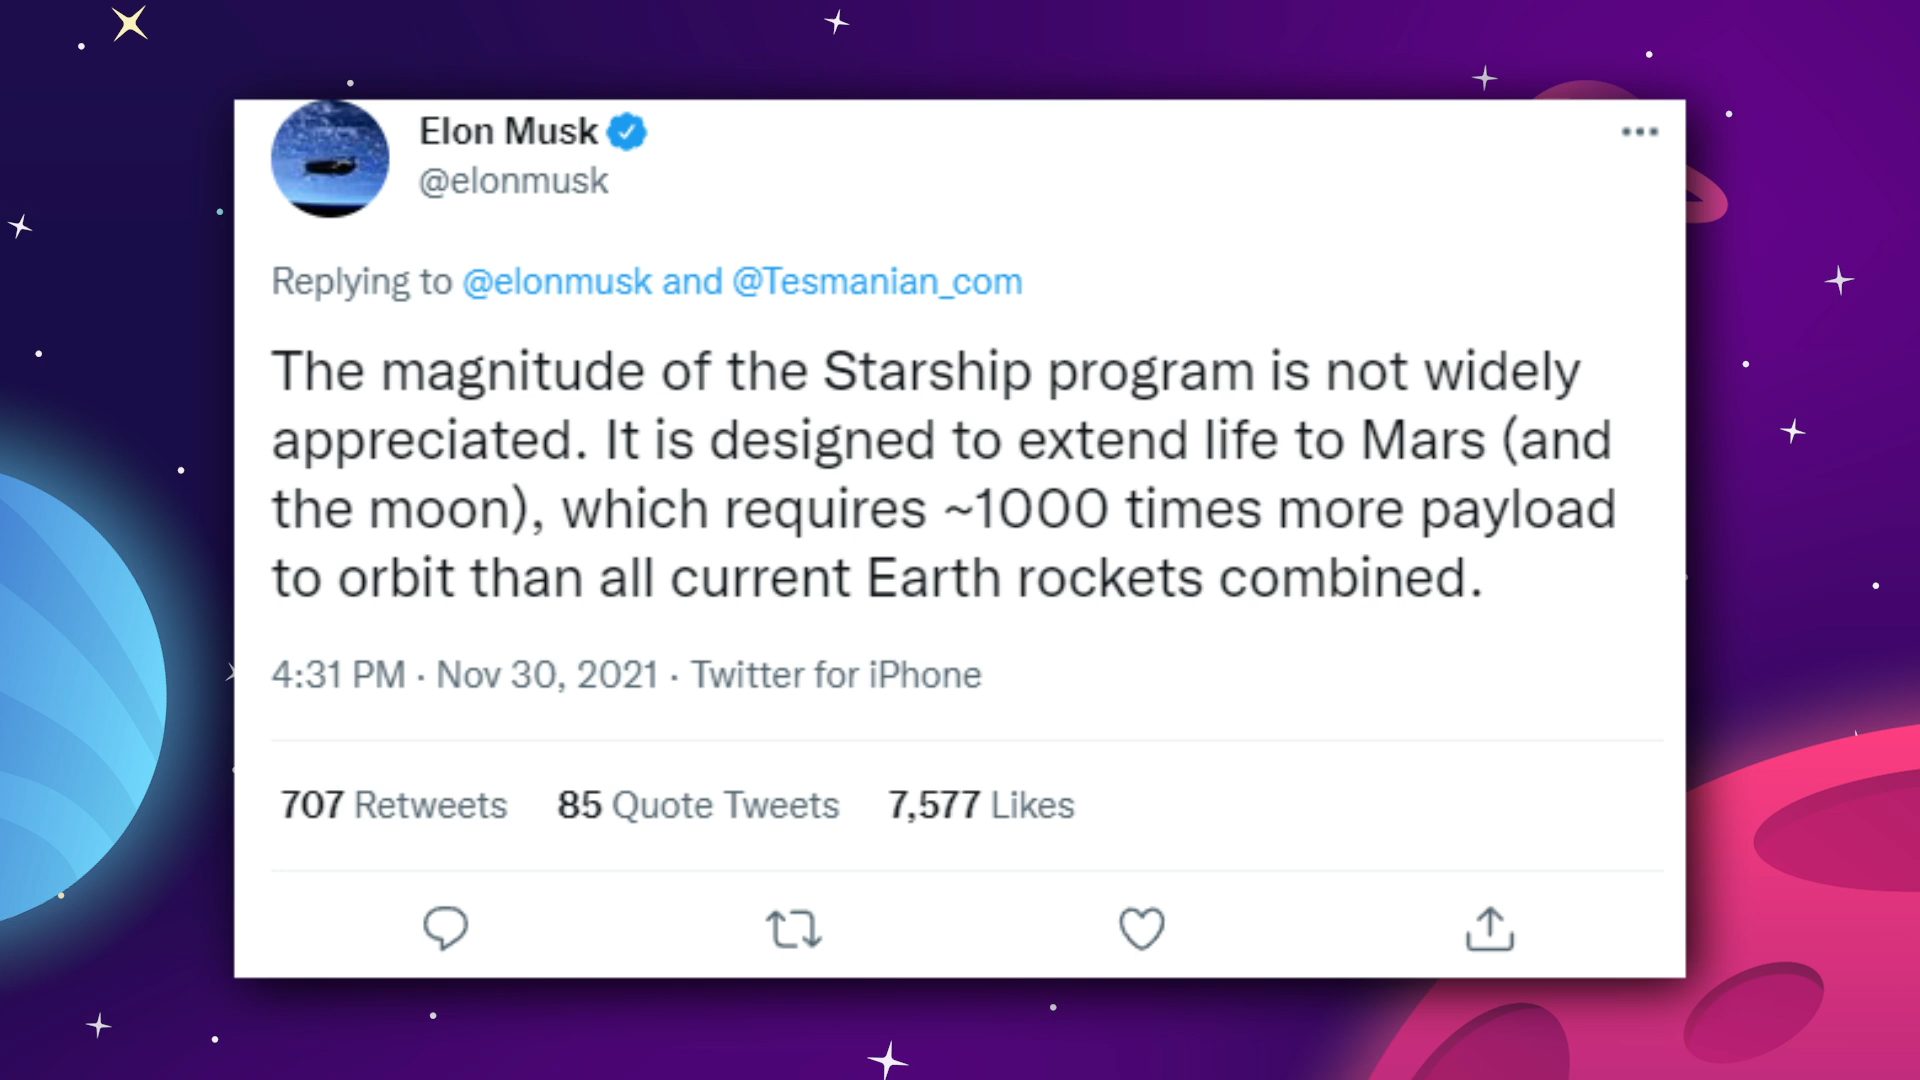 Elon Musk
@elonmusk
Replying to @elonmusk and @Tesmanian_com
The magnitude of the Starship program is not widely
appreciated. It is designed to extend life to Mars (and
the moon), which requires ~1000 times more payload
to orbit than all current Earth rockets combined.
4:31 PM · Nov 30, 2021 · Twitter for iPhone
707 Retweets 85 Quote Tweets 7,577 Likes